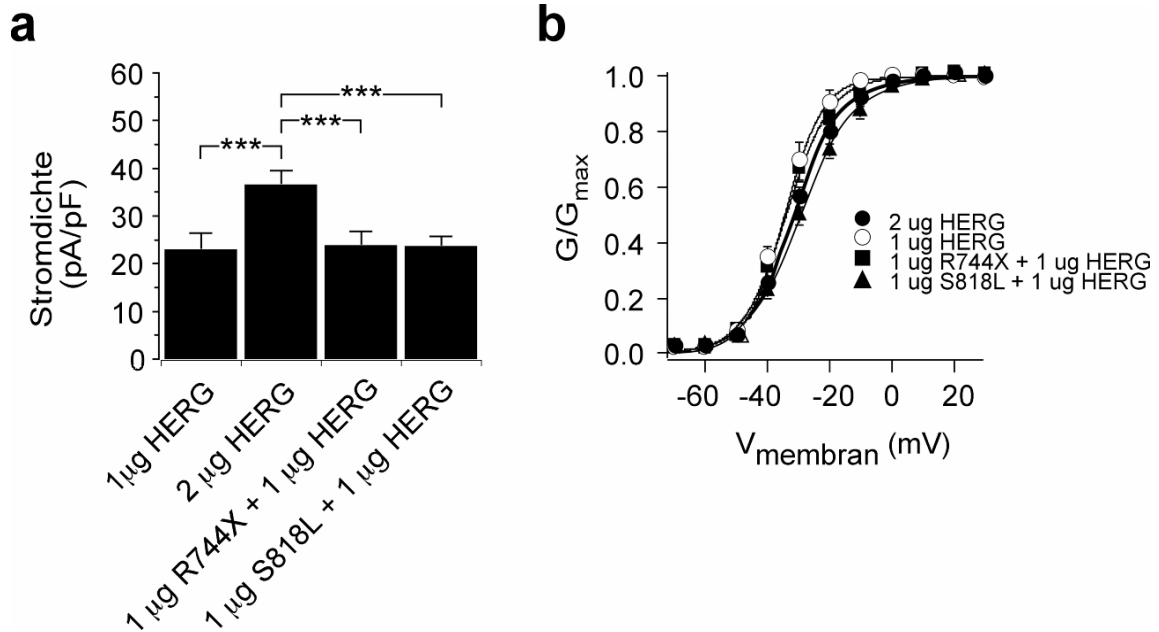 a
Stromdichte
(pA/pF)
60
50
40
30
20
10
0
***
***
***
1µg HERG
2 µg HERG
1 µg R744X + 1 µg HERG
1 µg S818L + 1 µg HERG
b
G/Gmax
1.0
0.8
0.6
0.4
0.2
0.0
2 ug HERG
1 ug HERG
1 ug R744X + 1 ug HERG
1 ug S818L + 1 ug HERG
-60 -40 -20 0 20
Vmembran (mV)